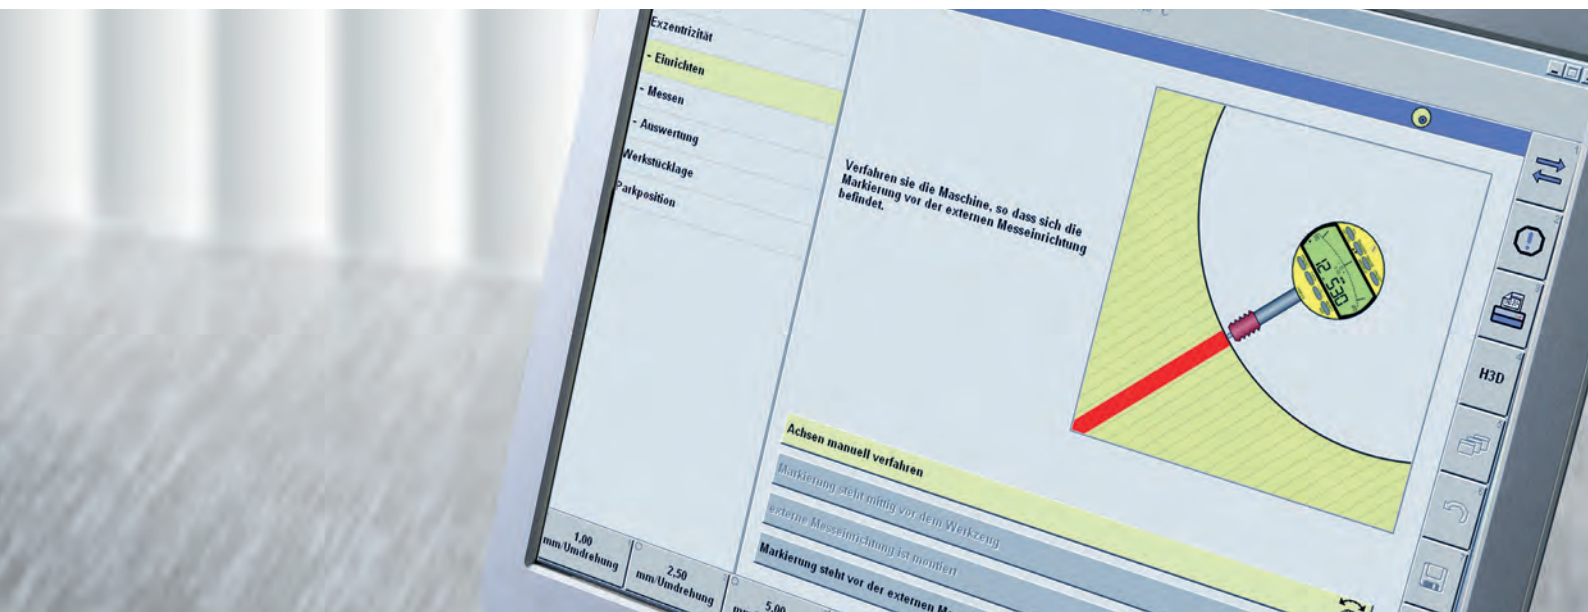 Exzentrizität
- Einrichten
- Messen
- Auswertung
Werkstücklage
Parkposition
Verfahren sie die Maschine, so dass sich die
Markierung vor der externen Messeinrichtung
befindet.
12.530
H3D
Achsen manuell verfahren
Markierung steht mittig vor dem Werkzeug
externe Messeinrichtung ist montiert
Markierung steht vor der externen
1,00
mm/Umdrehung
2,50
mm/Umdrehung
5,00